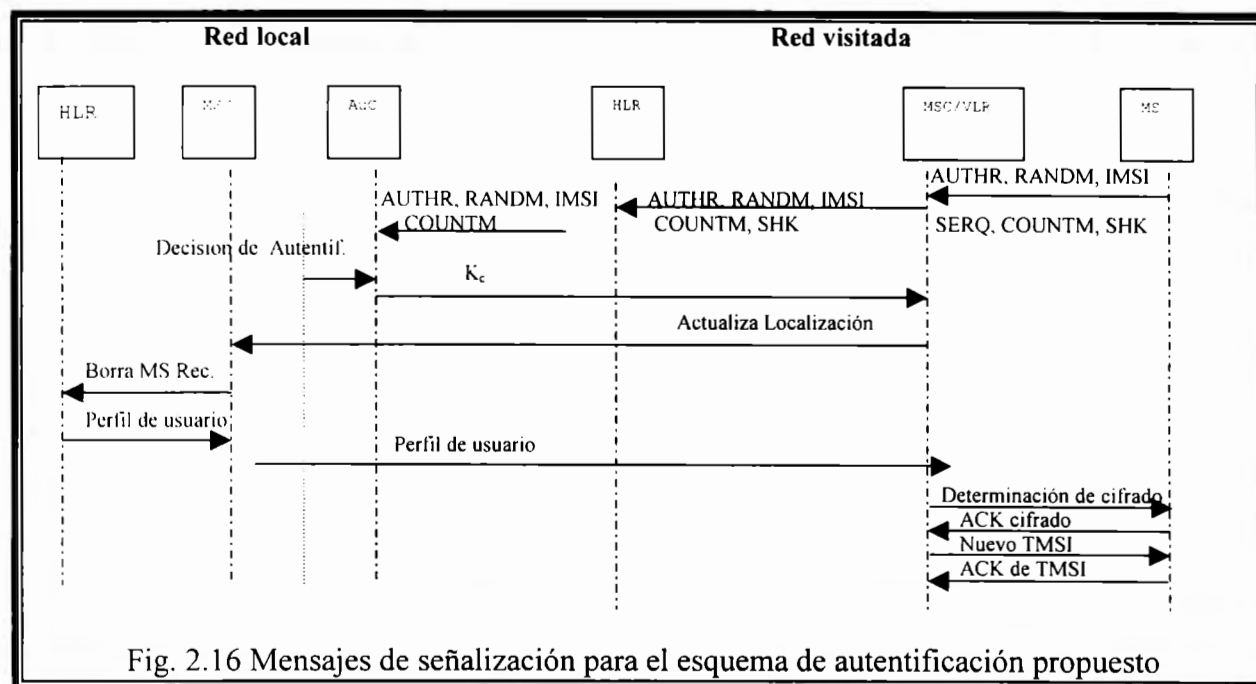 Red local
Red visitada
HLR
AuC
HLR
MSC/VLR
MS
AUTHR, RANDM, IMSI
SERQ, COUNTM, SHK
AUTHR, RANDM, IMSI
COUNTM, SHK
AUTHR, RANDM, IMSI
COUNTM
Decision de Autentif.
Kc
Actualiza Localización
Borra MS Rec.
Perfil de usuario
Perfil de usuario
Determinación de cifrado
ACK cifrado
Nuevo TMSI
ACK de TMSI
Fig. 2.16 Mensajes de señalización para el esquema de autentificación propuesto